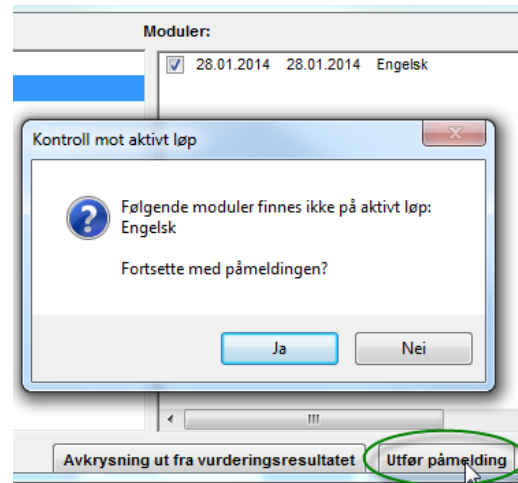 Moduler:
28.01.2014 28.01.2014 Engelsk
Kontroll mot aktivt løp
Følgende moduler finnes ikke på aktivt løp:
Engelsk
Fortsette med påmeldingen?
Ja
Nei
Avkrysning ut fra vurderingsresultatet
Utfør påmelding